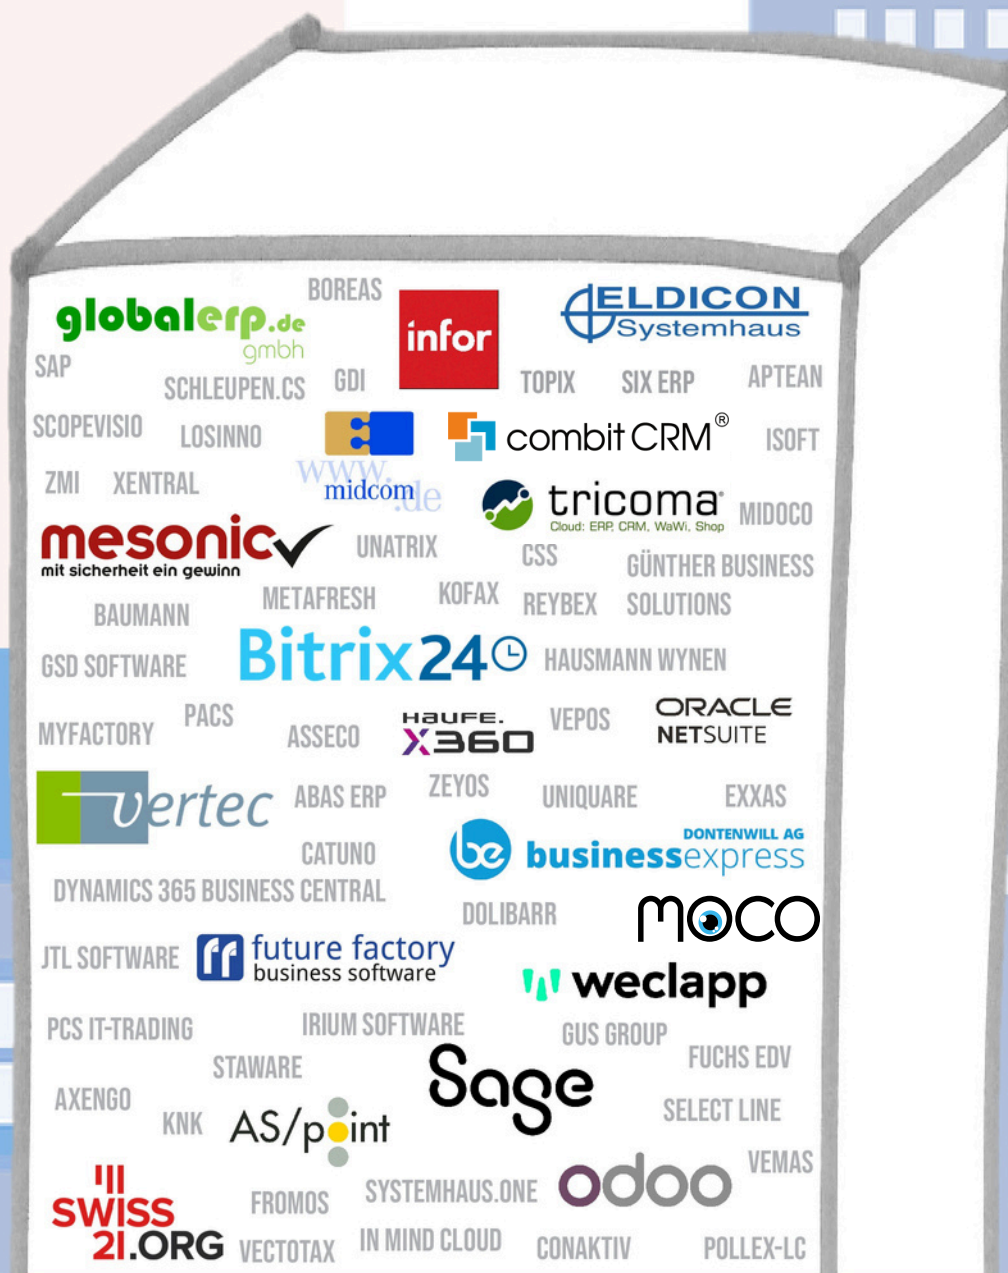 BOREAS
globalerp.de
gmbh
infor
ELDICON
Systemhaus
SAP
SCHLEUPEN.CS
GDI
TOPIX
SIX ERP
APTEAN
SCOPEVISIO
LOSINNO
combit CRM®
ISOFT
ZMI
XENTRAL
www.
midcom
.de
tricoma
Cloud: ERP, CRM, WaWi, Shop
MIDOCO
mesonic
mit sicherheit ein gewinn
UNATRIX
CSS
GÜNTHER BUSINESS
SOLUTIONS
BAUMANN
METAFRESH
KOFAX
REYBEX
GSD SOFTWARE
Bitrix24
HAUSMANN WYNEN
MYFACTORY
PACS
ASSECO
HAUFE.
X360
VEPOS
ORACLE
NETSUITE
vertec
ABAS ERP
ZEYOS
UNIQUARE
EXXAS
CATUNO
be
DONTENWILL AG
businessexpress
DYNAMICS 365 BUSINESS CENTRAL
DOLIBARR
MOCO
JTL SOFTWARE
ff future factory
business software
weclapp
PCS IT-TRADING
IRIUM SOFTWARE
GUS GROUP
STAWARE
FUCHS EDV
Sage
AXENGO
KNK
AS/point
SELECT LINE
VEMAS
SWISS
21.ORG
FROMOS
SYSTEMHAUS.ONE
odoo
VECTOTAX
IN MIND CLOUD
CONAKTIV
POLLEX-LC